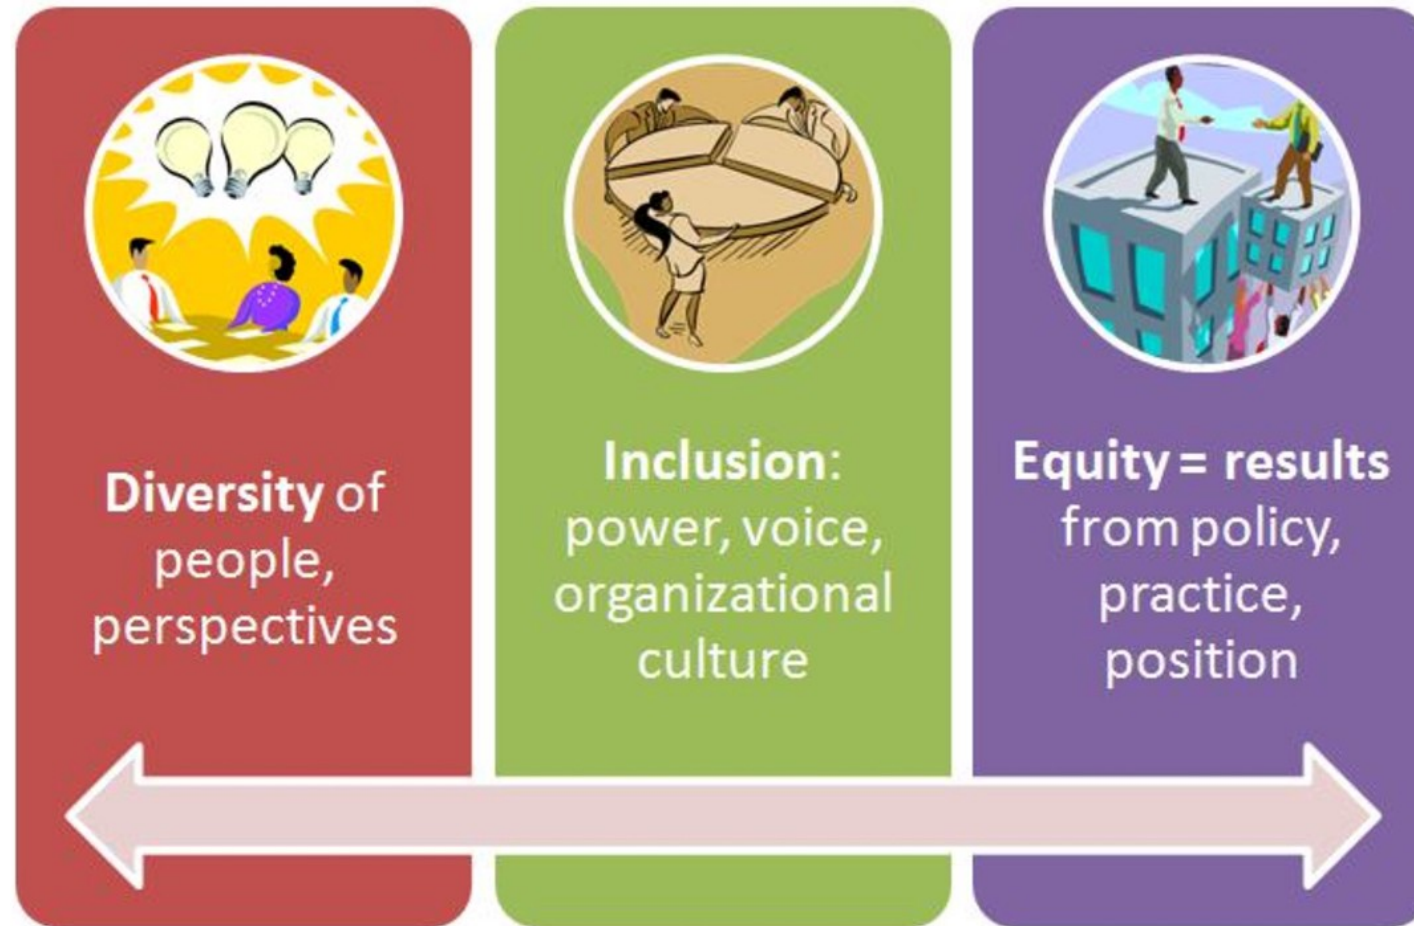 Diversity of
people,
perspectives
Inclusion:
power, voice,
organizational
culture
Equity = results
from policy,
practice,
position